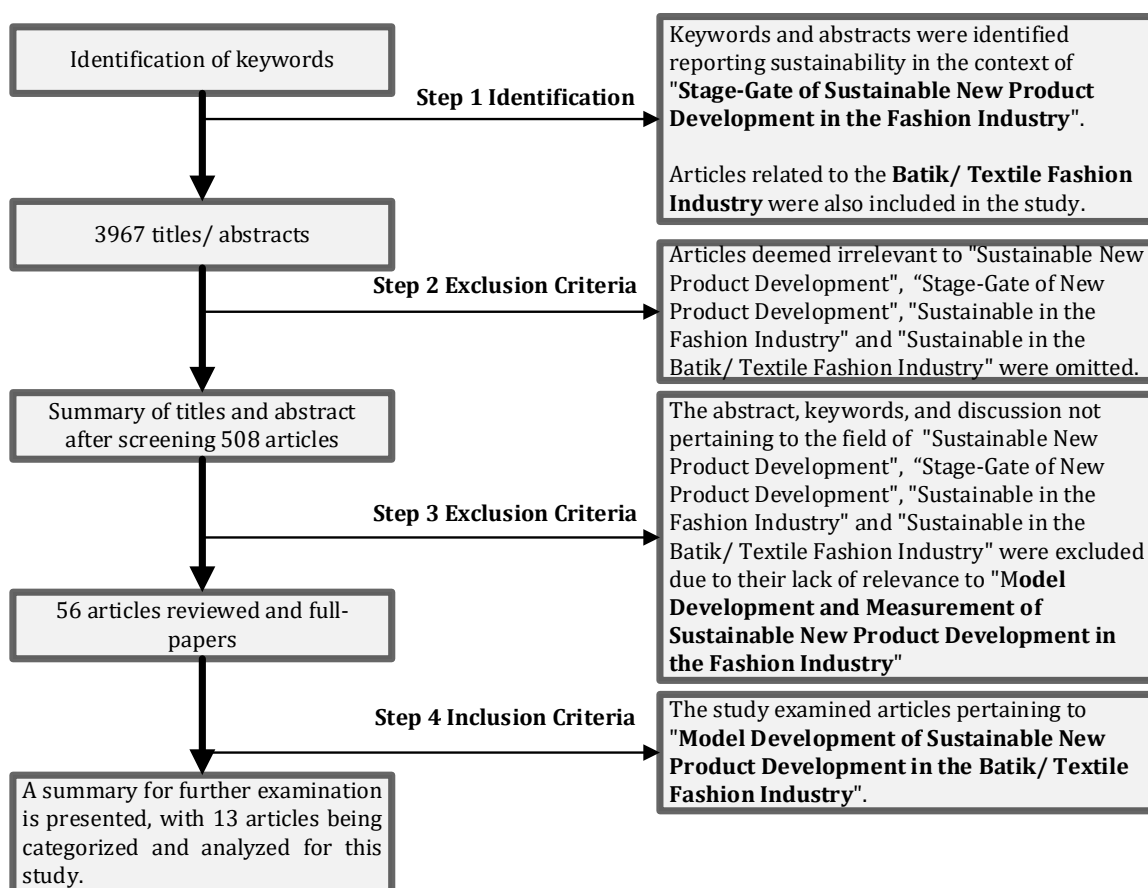 Identification of keywords
Step 1 Identification
Keywords and abstracts were identified
reporting sustainability in the context of
"Stage-Gate of Sustainable New Product
Development in the Fashion Industry".
Articles related to the Batik/ Textile Fashion
Industry were also included in the study.
3967 titles/ abstracts
Step 2 Exclusion Criteria
Articles deemed irrelevant to "Sustainable New
Product Development", “Stage-Gate of New
Product Development", "Sustainable in the
Fashion Industry" and "Sustainable in the
Batik/ Textile Fashion Industry" were omitted.
Summary of titles and abstract
after screening 508 articles
Step 3 Exclusion Criteria
The abstract, keywords, and discussion not
pertaining to the field of "Sustainable New
Product Development", “Stage-Gate of New
Product Development", "Sustainable in the
Fashion Industry" and "Sustainable in the
Batik/ Textile Fashion Industry" were excluded
due to their lack of relevance to "Model
Development and Measurement of
Sustainable New Product Development in
the Fashion Industry"
56 articles reviewed and full-
papers
Step 4 Inclusion Criteria
The study examined articles pertaining to
"Model Development of Sustainable New
Product Development in the Batik/ Textile
Fashion Industry".
A summary for further examination
is presented, with 13 articles being
categorized and analyzed for this
study.